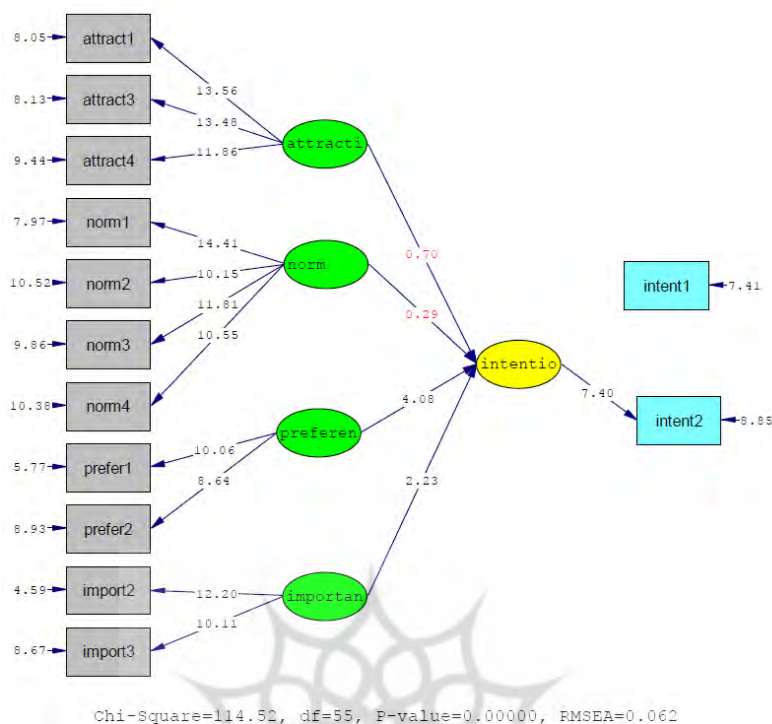 8.05 attract1
13.56
8.13 attract3
13.48
attracti
9.44 attract4
11.86
7.97 norm1
14.41
0.70
norm
10.52 norm2
10.15
intent1 7.41
11.81
0.29
9.86 norm3
10.55
intentio
10.38 norm4
4.08
7.40
intent2 8.85
preferen
5.77 prefer1
10.06
8.64
2.23
8.93 prefer2
4.59 import2
12.20
importan
10.11
8.67 import3
Chi-Square=114.52, df=55, P-value=0.00000, RMSEA=0.062